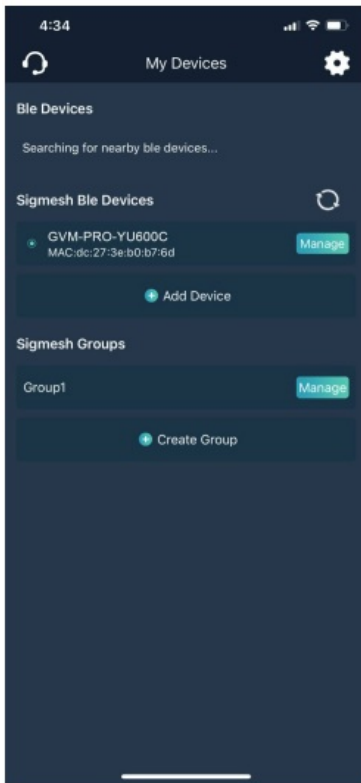 4:34
My Devices
Ble Devices
Searching for nearby ble devices...
Sigmesh Ble Devices
GVM-PRO-YU600C
Manage
MAC:dc:27:3e:b0:b7:6d
Add Device
Sigmesh Groups
Group1
Manage
Create Group